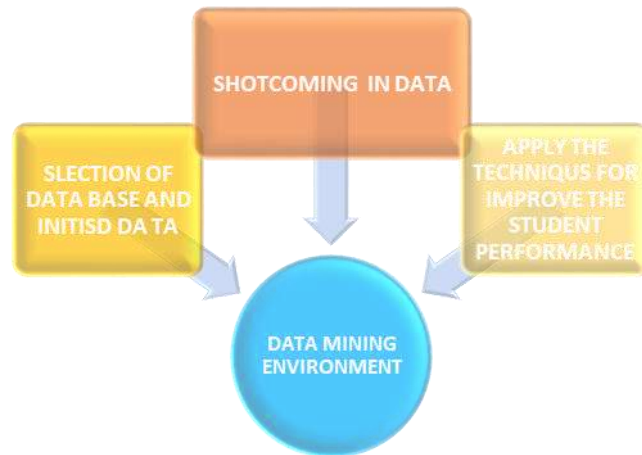 SHOTCOMING IN DATA
SLECTION OF
DATA BASE AND
INITISD DA TA
APPLY THE
TECHNIQUS FOR
IMPROVE THE
STUDENT
PERFORMANCE
DATA MINING
ENVIRONMENT